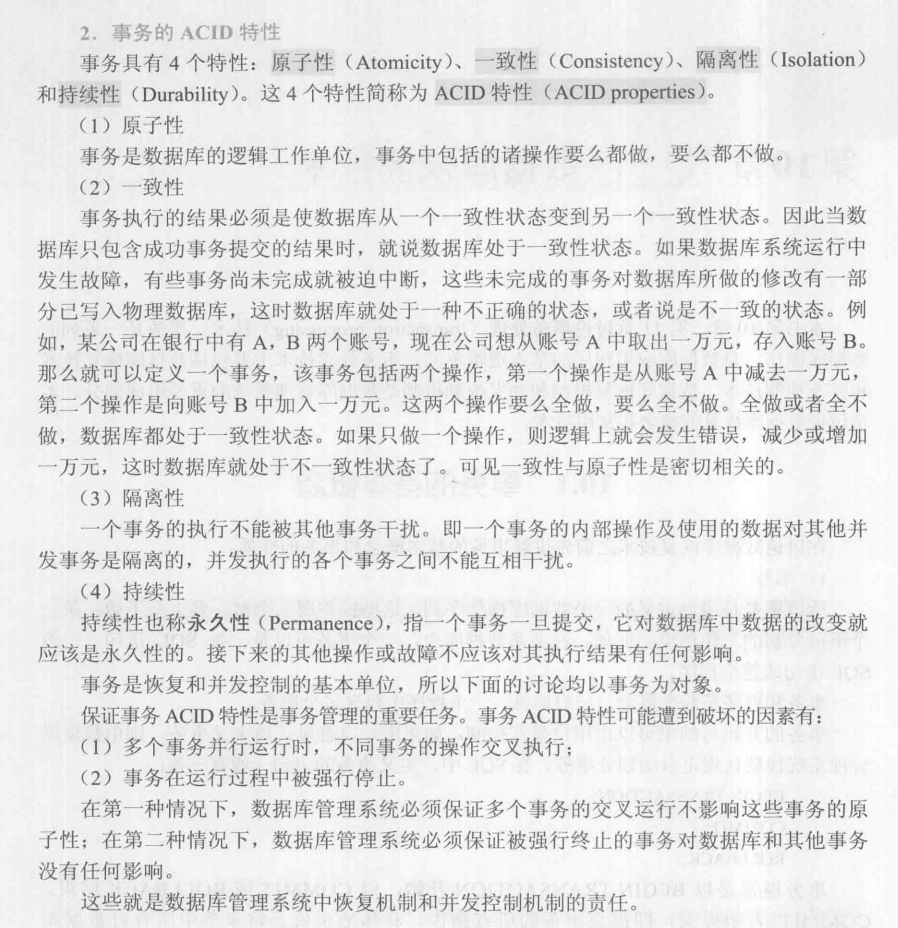 2. 事务的 ACID 特性
事务具有 4 个特性：原子性（Atomicity）、一致性（Consistency）、隔离性（Isolation）
和持续性（Durability）。这 4 个特性简称为 ACID 特性（ACID properties）。
（1）原子性
事务是数据库的逻辑工作单位，事务中包括的诸操作要么都做，要么都不做。
（2）一致性
事务执行的结果必须是使数据库从一个一致性状态变到另一个一致性状态。因此当数
据库只包含成功事务提交的结果时，就说数据库处于一致性状态。如果数据库系统运行中
发生故障，有些事务尚未完成就被迫中断，这些未完成的事务对数据库所做的修改有一部
分已写入物理数据库，这时数据库就处于一种不正确的状态，或者说是不一致的状态。例
如，某公司在银行中有 A，B 两个账号，现在公司想从账号 A 中取出一万元，存入账号 B。
那么就可以定义一个事务，该事务包括两个操作，第一个操作是从账号 A 中减去一万元，
第二个操作是向账号 B 中加入一万元。这两个操作要么全做，要么全不做。全做或者全不
做，数据库都处于一致性状态。如果只做一个操作，则逻辑上就会发生错误，减少或增加
一万元，这时数据库就处于不一致性状态了。可见一致性与原子性是密切相关的。
（3）隔离性
一个事务的执行不能被其他事务干扰。即一个事务的内部操作及使用的数据对其他并
发事务是隔离的，并发执行的各个事务之间不能互相干扰。
（4）持续性
持续性也称永久性（Permanence），指一个事务一旦提交，它对数据库中数据的改变就
应该是永久性的。接下来的其他操作或故障不应该对其执行结果有任何影响。
事务是恢复和并发控制的基本单位，所以下面的讨论均以事务为对象。
保证事务 ACID 特性是事务管理的重要任务。事务 ACID 特性可能遭到破坏的因素有：
（1）多个事务并行运行时，不同事务的操作交叉执行；
（2）事务在运行过程中被强行停止。
在第一种情况下，数据库管理系统必须保证多个事务的交叉运行不影响这些事务的原
子性；在第二种情况下，数据库管理系统必须保证被强行终止的事务对数据库和其他事务
没有任何影响。
这些就是数据库管理系统中恢复机制和并发控制机制的责任。